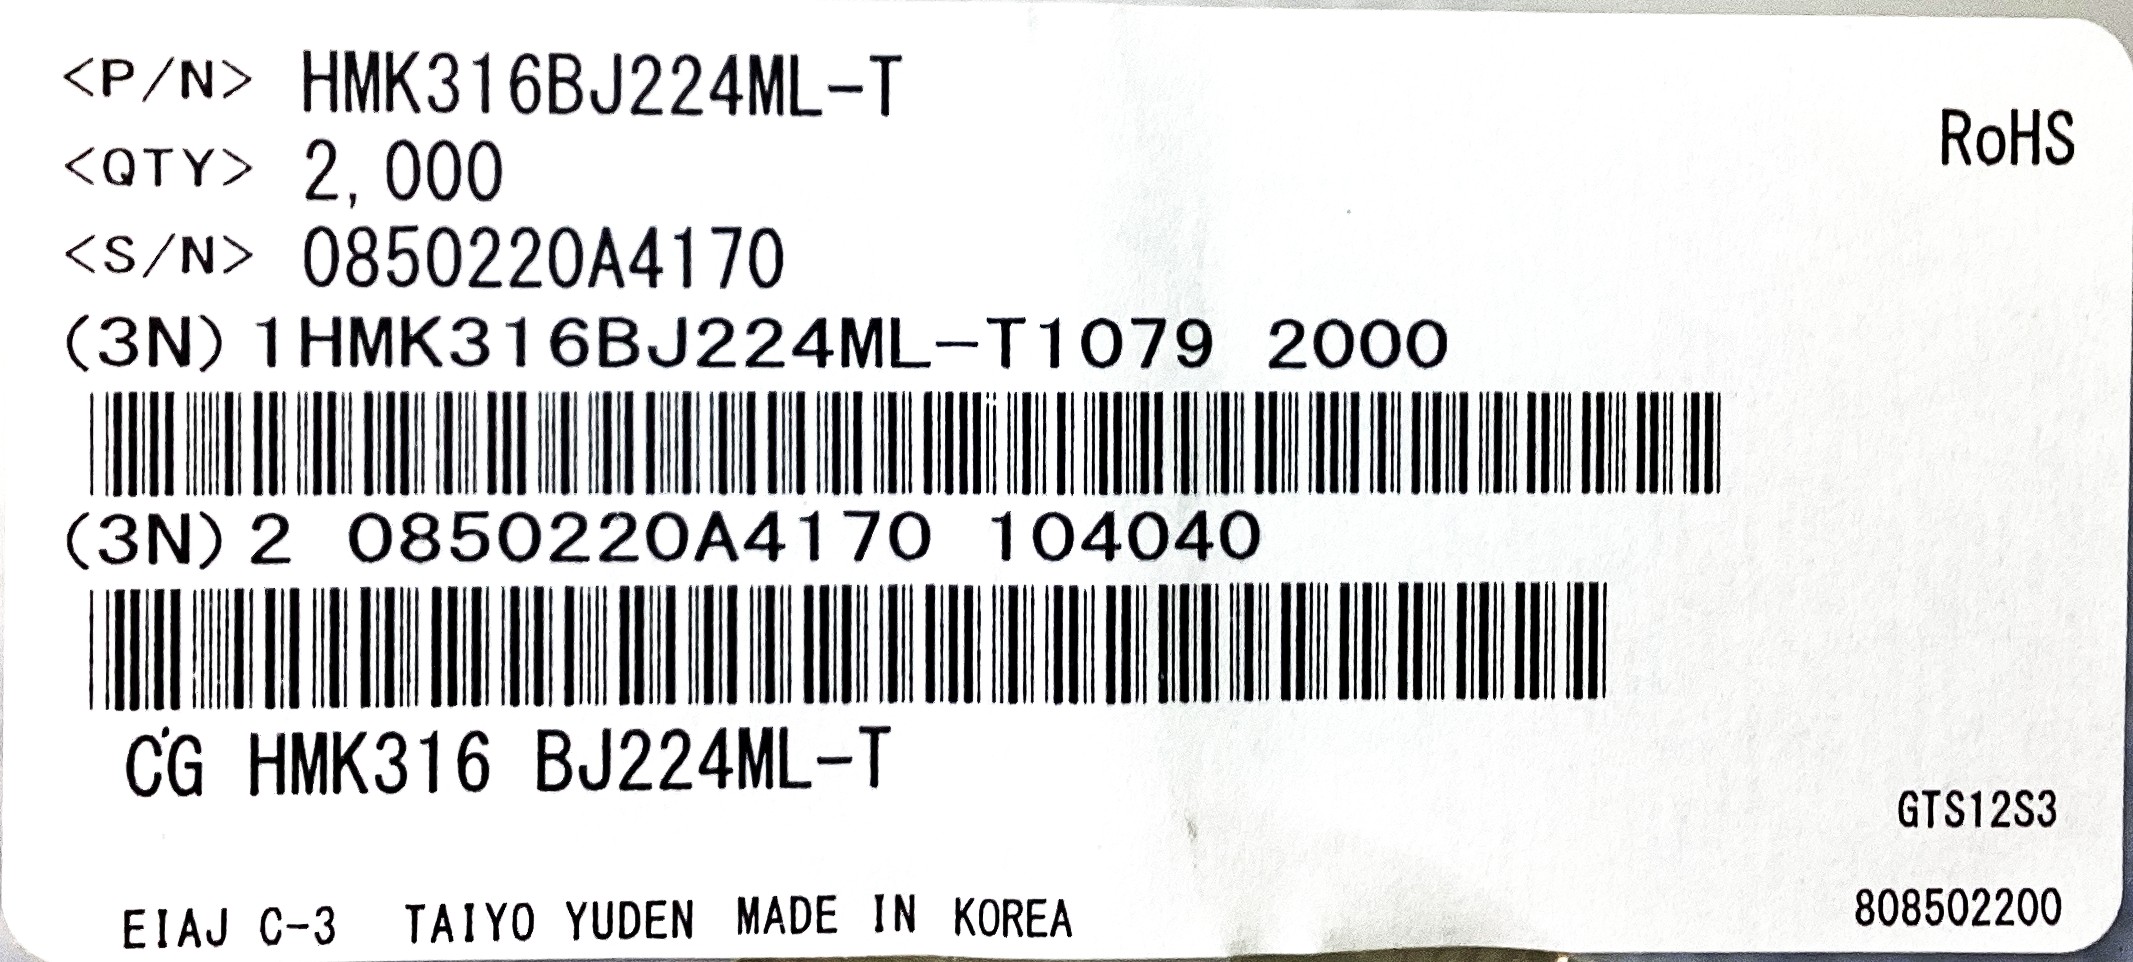 <P/N> HMK316BJ224ML-T
RoHS
<QTY> 2,000
<S/N> 0850220A4170
(3N) 1HMK316BJ224ML-T1079 2000
(3N) 2 0850220A4170 104040
C'G HMK316 BJ224ML-T
GTS12S3
EIAJ C-3 TAIYO YUDEN MADE IN KOREA
808502200